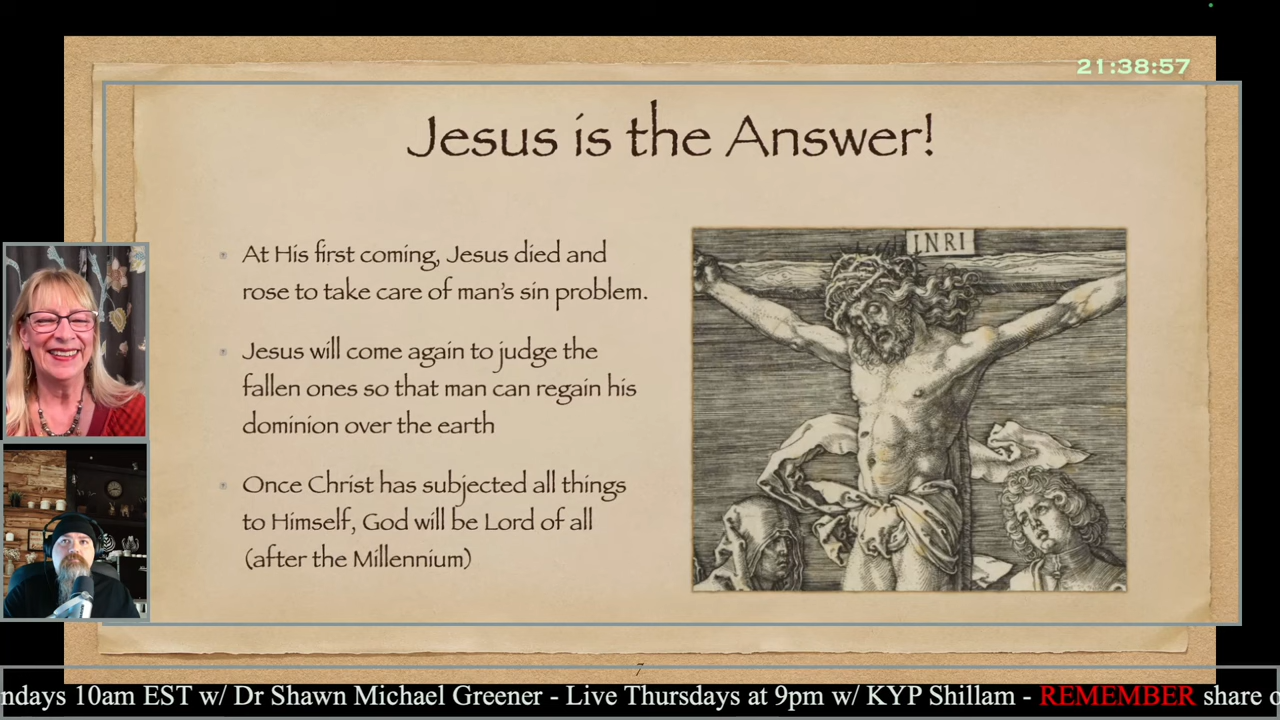 21:38:57
Jesus is the Answer!
INRI
At His first coming, Jesus died and
rose to take care of man's sin problem.
Jesus will come again to judge the
fallen ones so that man can regain his
dominion over the earth
Once Christ has subjected all things
to Himself, God will be Lord of all
(after the Millennium)
7
ndays 10am EST w/ Dr Shawn Michael Greener - Live Thursdays at 9pm w/ KYP Shillam - REMEMBER share o